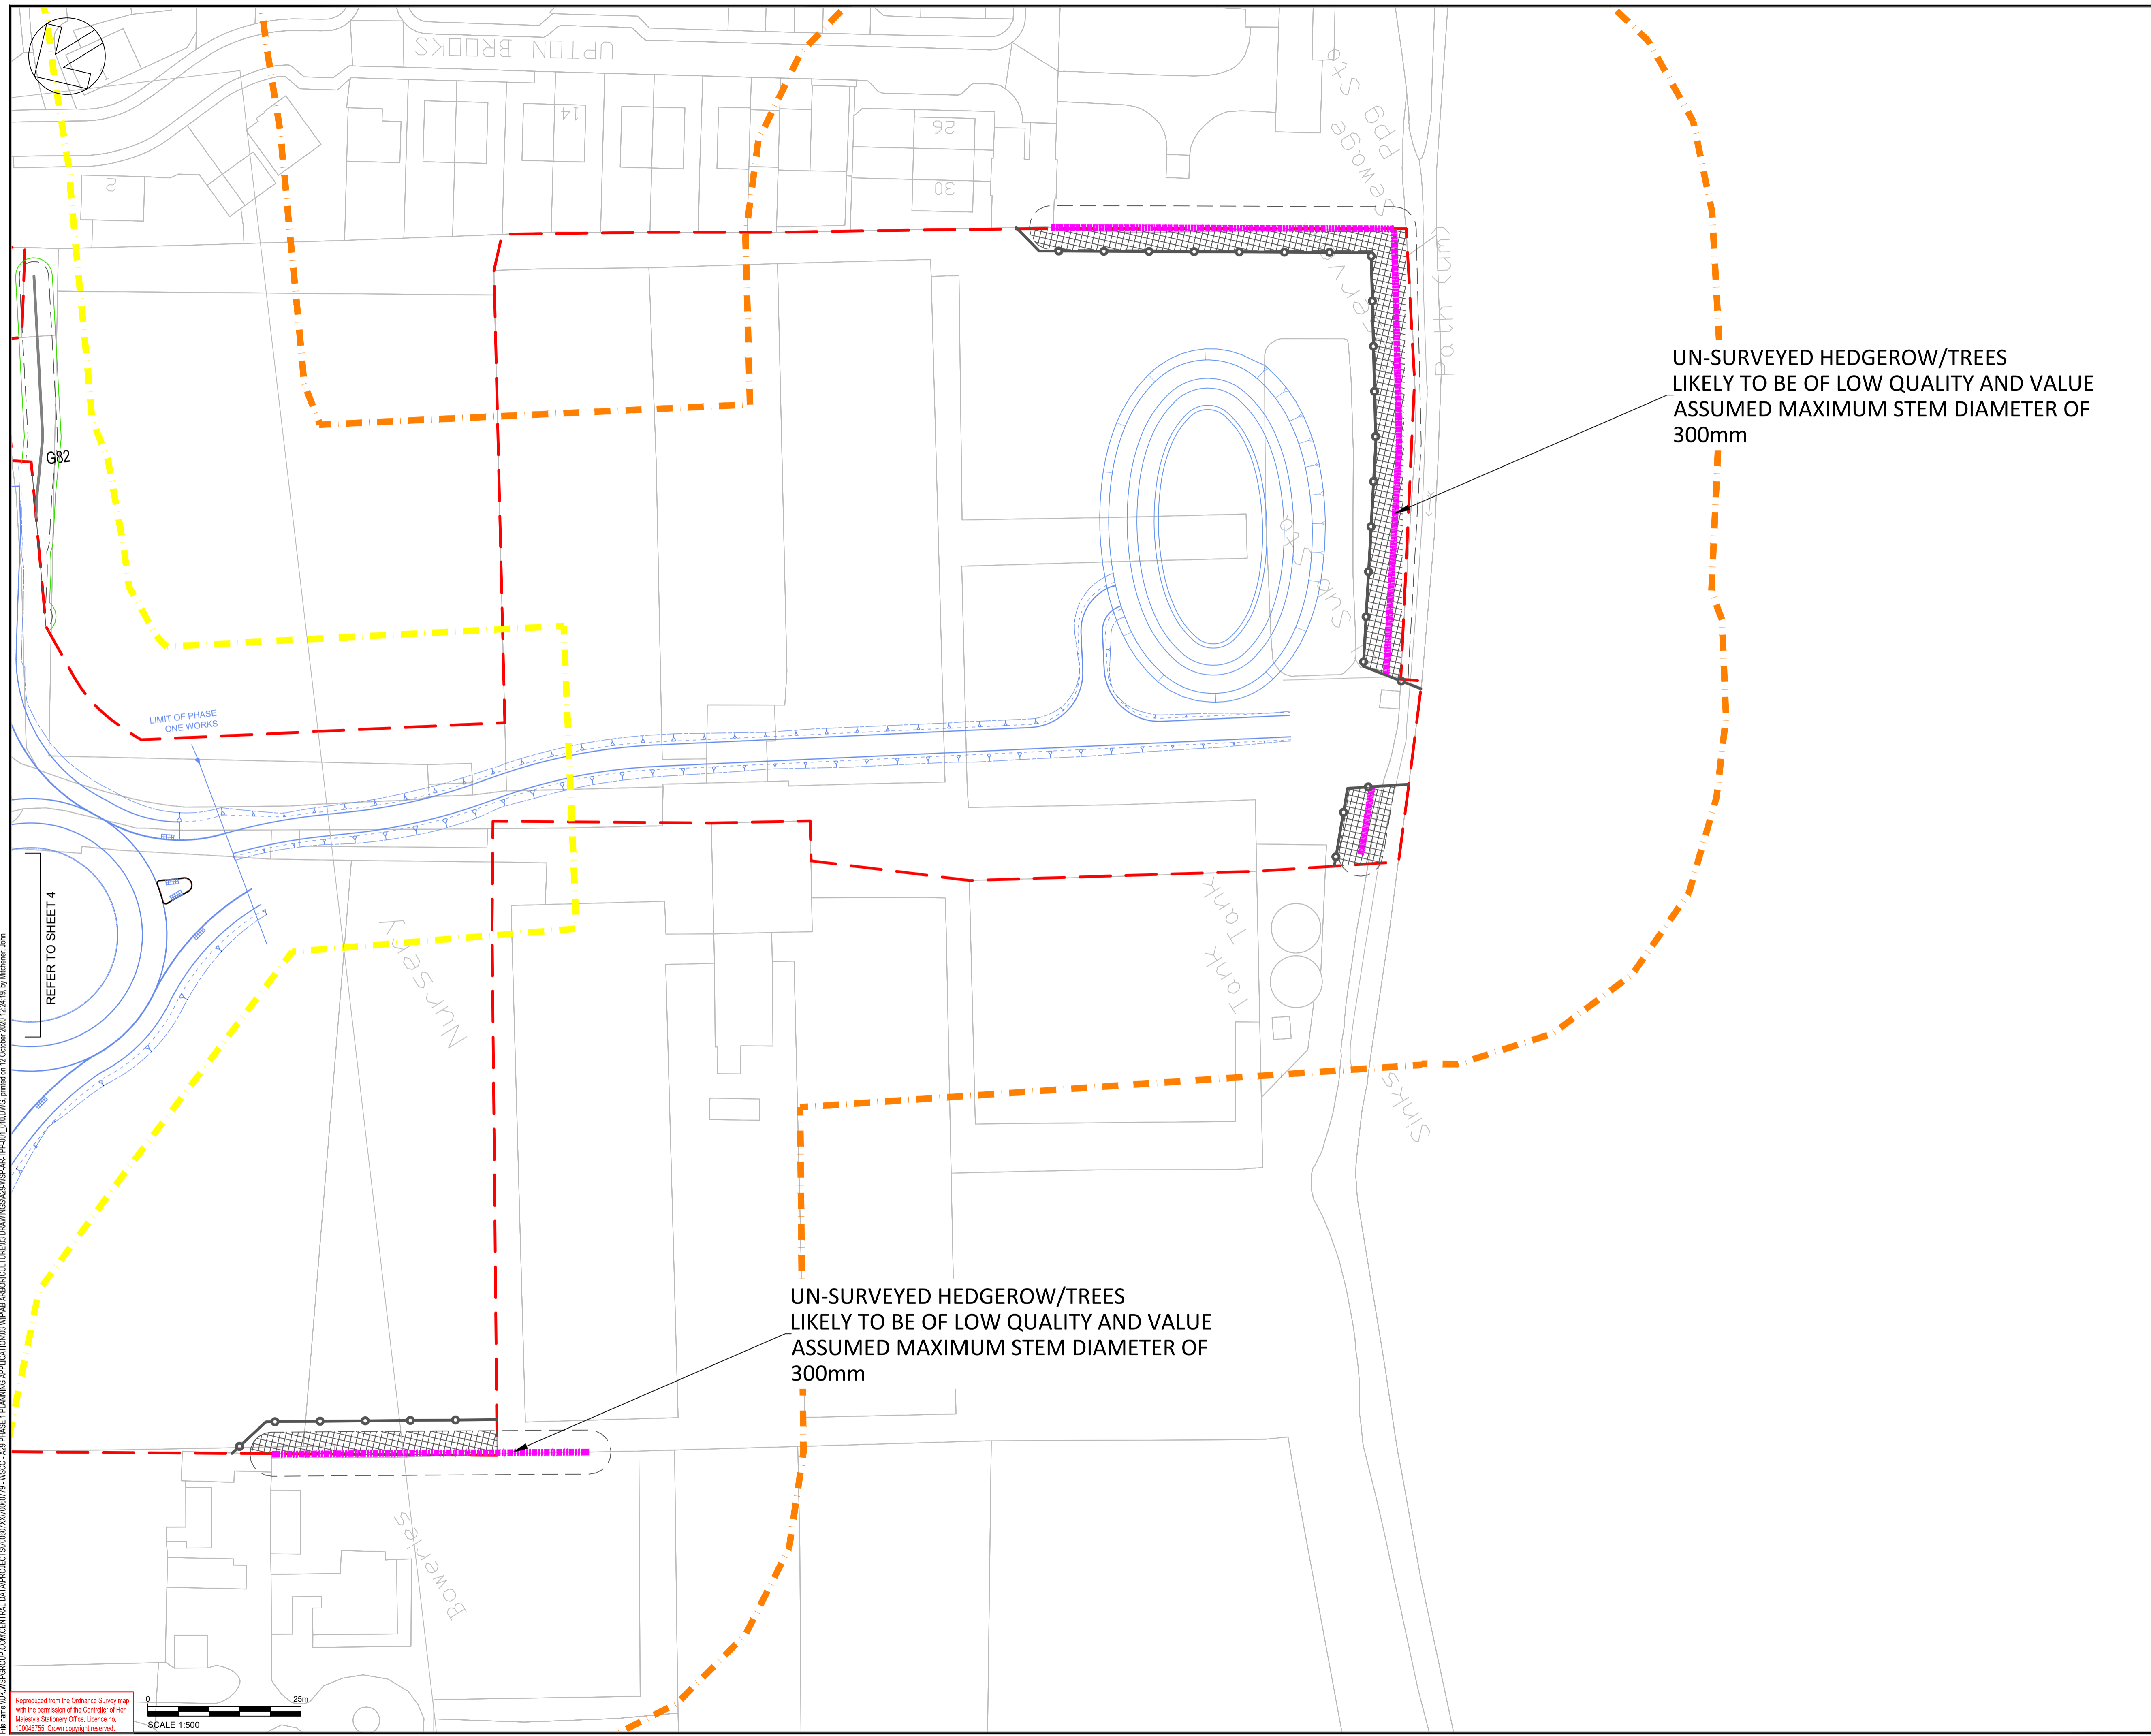 UPTON BROOKS
14
26
30
2
Sewage
Ppg Sta
Path (um)
UN-SURVEYED HEDGEROW/TREES
LIKELY TO BE OF LOW QUALITY AND VALUE
ASSUMED MAXIMUM STEM DIAMETER OF
300mm
G82
Nursery
LIMIT OF PHASE
ONE WORKS
REFER TO SHEET 4
Nursery
Tank
Tank
Sinks
UN-SURVEYED HEDGEROW/TREES
LIKELY TO BE OF LOW QUALITY AND VALUE
ASSUMED MAXIMUM STEM DIAMETER OF
300mm
Boweries
Reproduced from the Ordnance Survey map
with the permission of the Controller of Her
Majesty's Stationery Office, Licence no.
100048755. Crown copyright reserved.
0 25m
SCALE 1:500